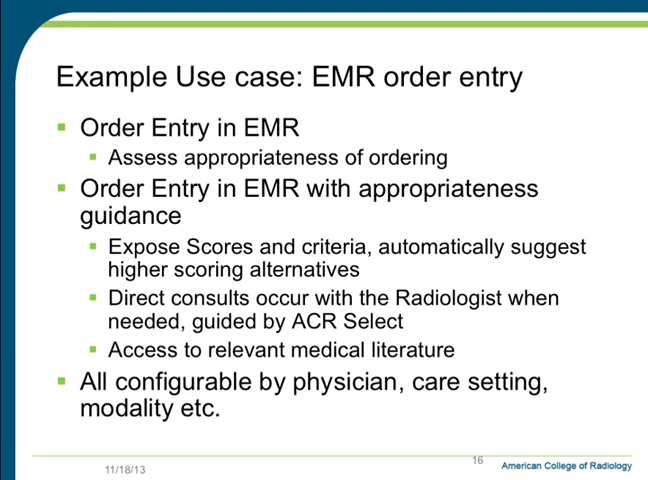 Example Use case: EMR order entry
Order Entry in EMR
Assess appropriateness of ordering
Order Entry in EMR with appropriateness
guidance
Expose Scores and criteria, automatically suggest
higher scoring alternatives
Direct consults occur with the Radiologist when
needed, guided by ACR Select
Access to relevant medical literature
All configurable by physician, care setting,
modality etc.
11/18/13
16
American College of Radiology